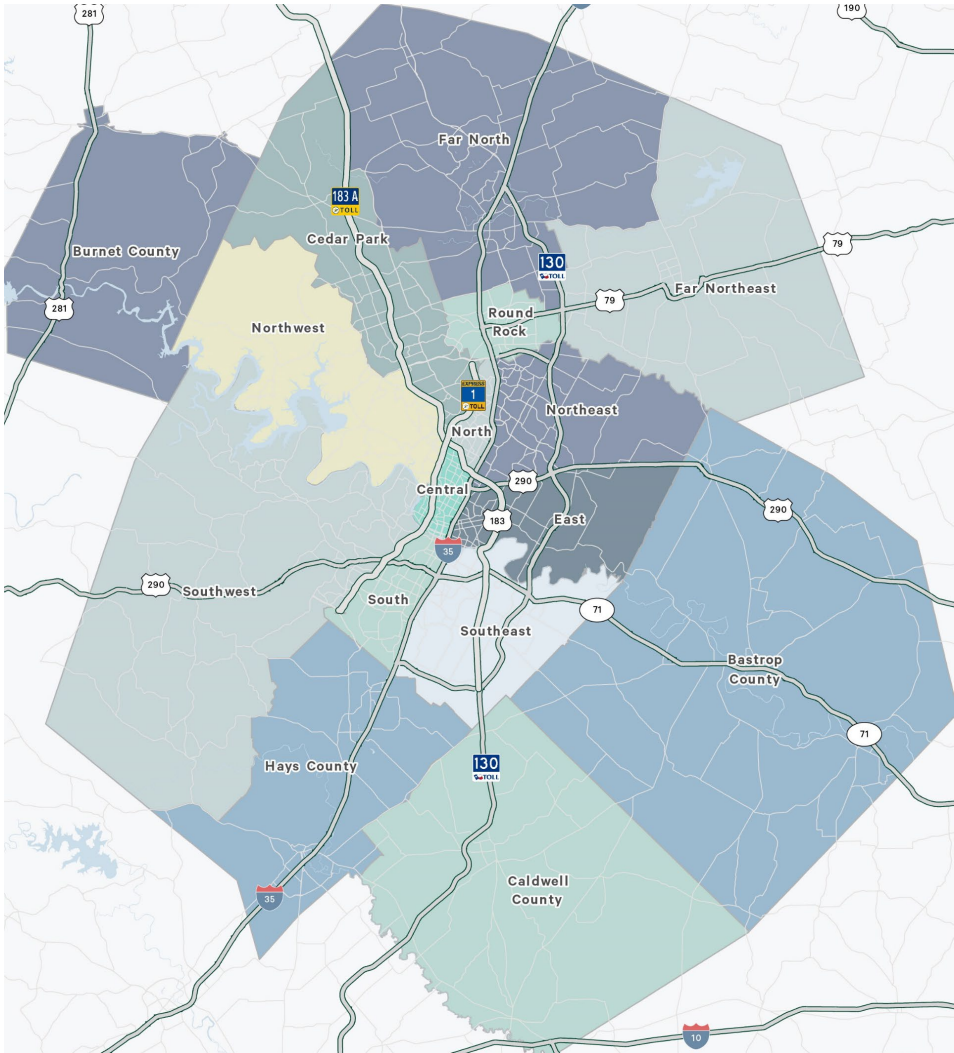 281
190
Far North
183 A
TOLL
Cedar Park
79
Burnet County
130
TOLL
Far Northeast
79
281
Round
Rock
Northwest
EXPRESS
1
TOLL
Northeast
North
290
Central
290
183
East
35
290
Southwest
South
71
Southeast
Bastrop
County
71
Hays County
130
TOLL
Caldwell
County
35
10